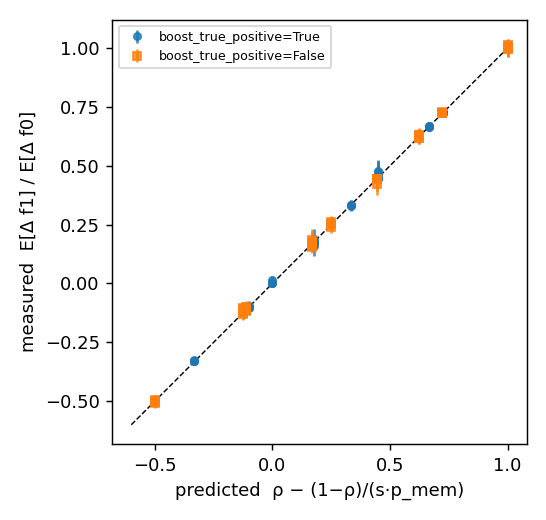 boost_true_positive=True
boost_true_positive=False
1.00
0.75
0.50
0.25
0.00
−0.25
−0.50
measured E[Δ f1] / E[Δ f0]
−0.5
0.0
0.5
1.0
predicted ρ − (1−ρ)/(s·p_mem)